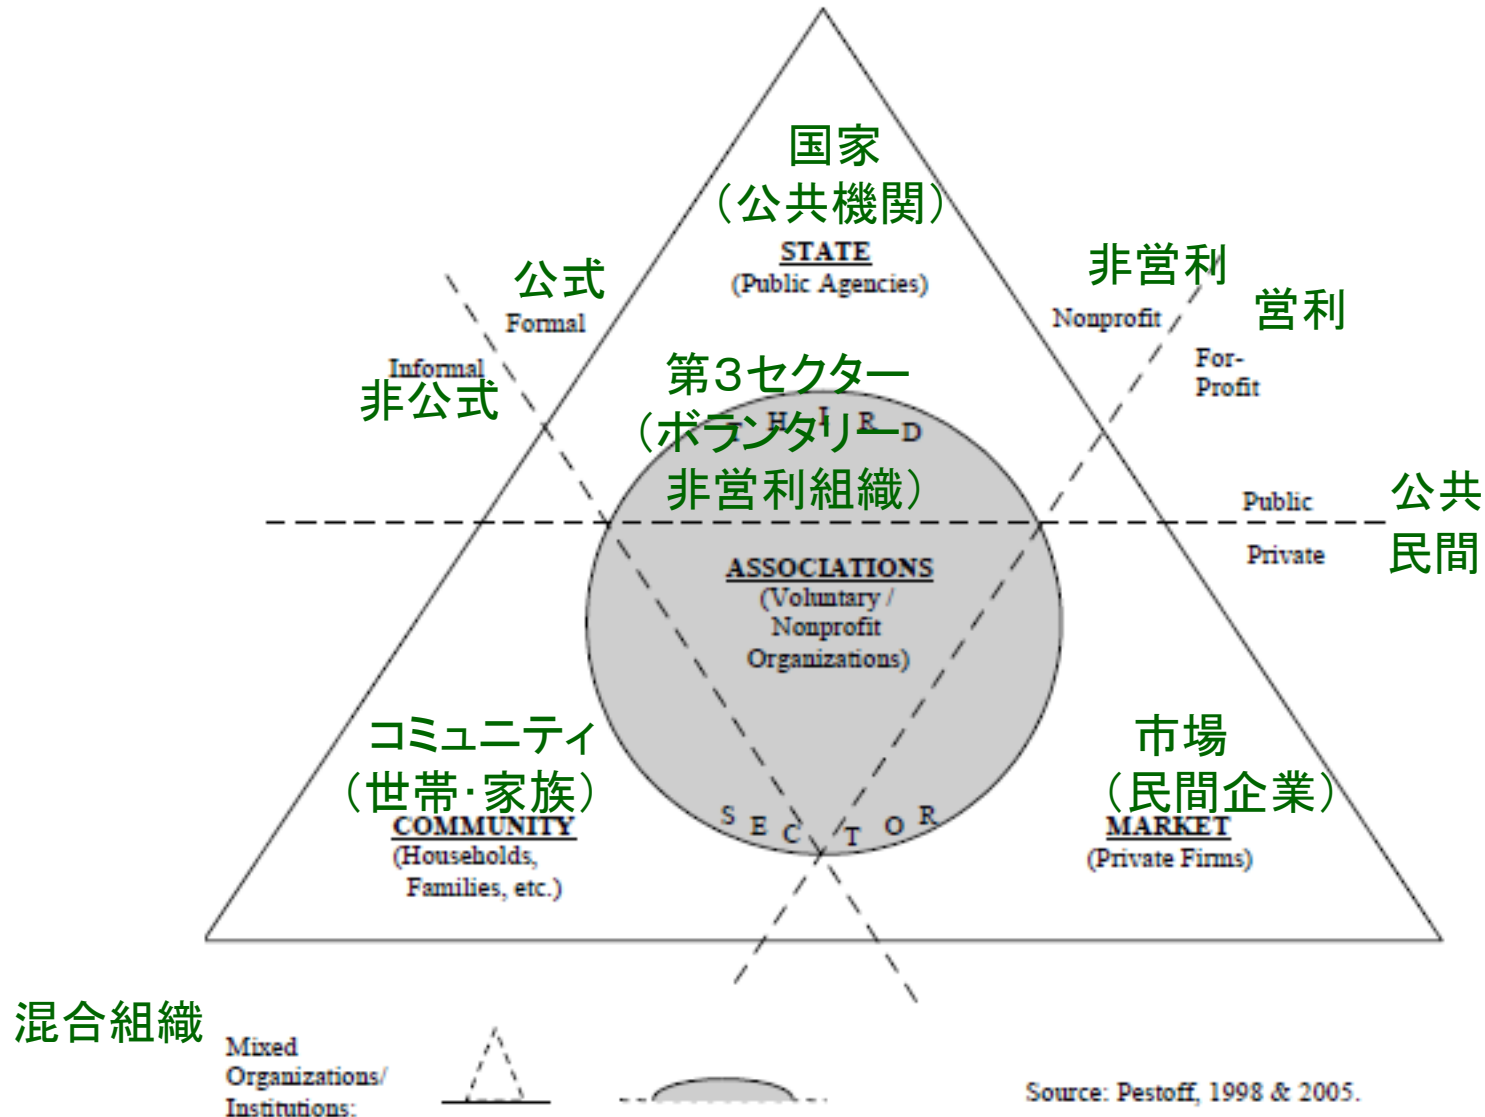 国家
（公共機関）
STATE
(Public Agencies)
公式
Formal
Informal
非公式
非営利
営利
Nonprofit
For-
Profit
第３セクター
（ボランタリー
非営利組織）
THIRD
Public
公共
Private
民間
ASSOCIATIONS
(Voluntary /
Nonprofit
Organizations)
コミュニティ
（世帯・家族）
COMMUNITY
(Households,
Families, etc.)
SECTOR
市場
（民間企業）
MARKET
(Private Firms)
混合組織
Mixed
Organizations/
Institutions:
Source: Pestoff, 1998 & 2005.